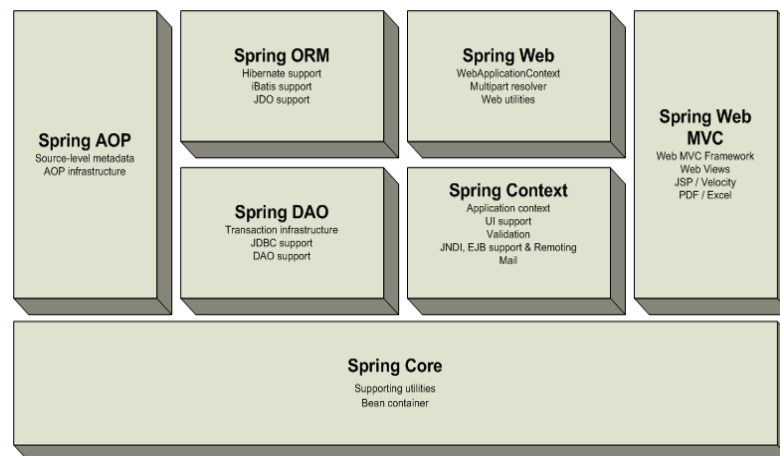 Spring AOP
Source-level metadata
AOP infrastructure
Spring ORM
Hibernate support
iBatis support
JDO support
Spring Web
WebApplicationContext
Multipart resolver
Web utilities
Spring Web
MVC
Web MVC Framework
Web Views
JSP / Velocity
PDF / Excel
Spring DAO
Transaction infrastructure
JDBC support
DAO support
Spring Context
Application context
UI support
Validation
JNDI, EJB support & Remoting
Mail
Spring Core
Supporting utilities
Bean container